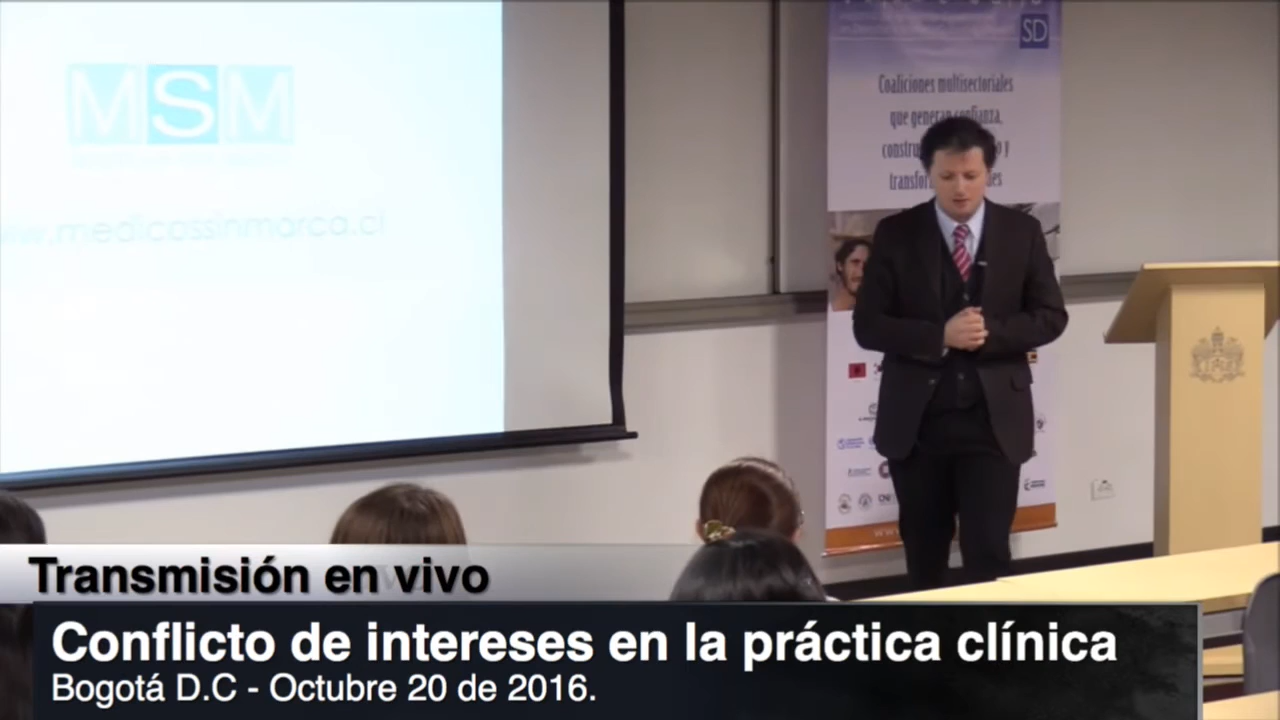 MSM
www.medicossinmarca.cl
SD
Coaliciones multisectoriales
que generan confianza,
y
Transmisión en vivo
Conflicto de intereses en la práctica clínica
Bogotá D.C - Octubre 20 de 2016.